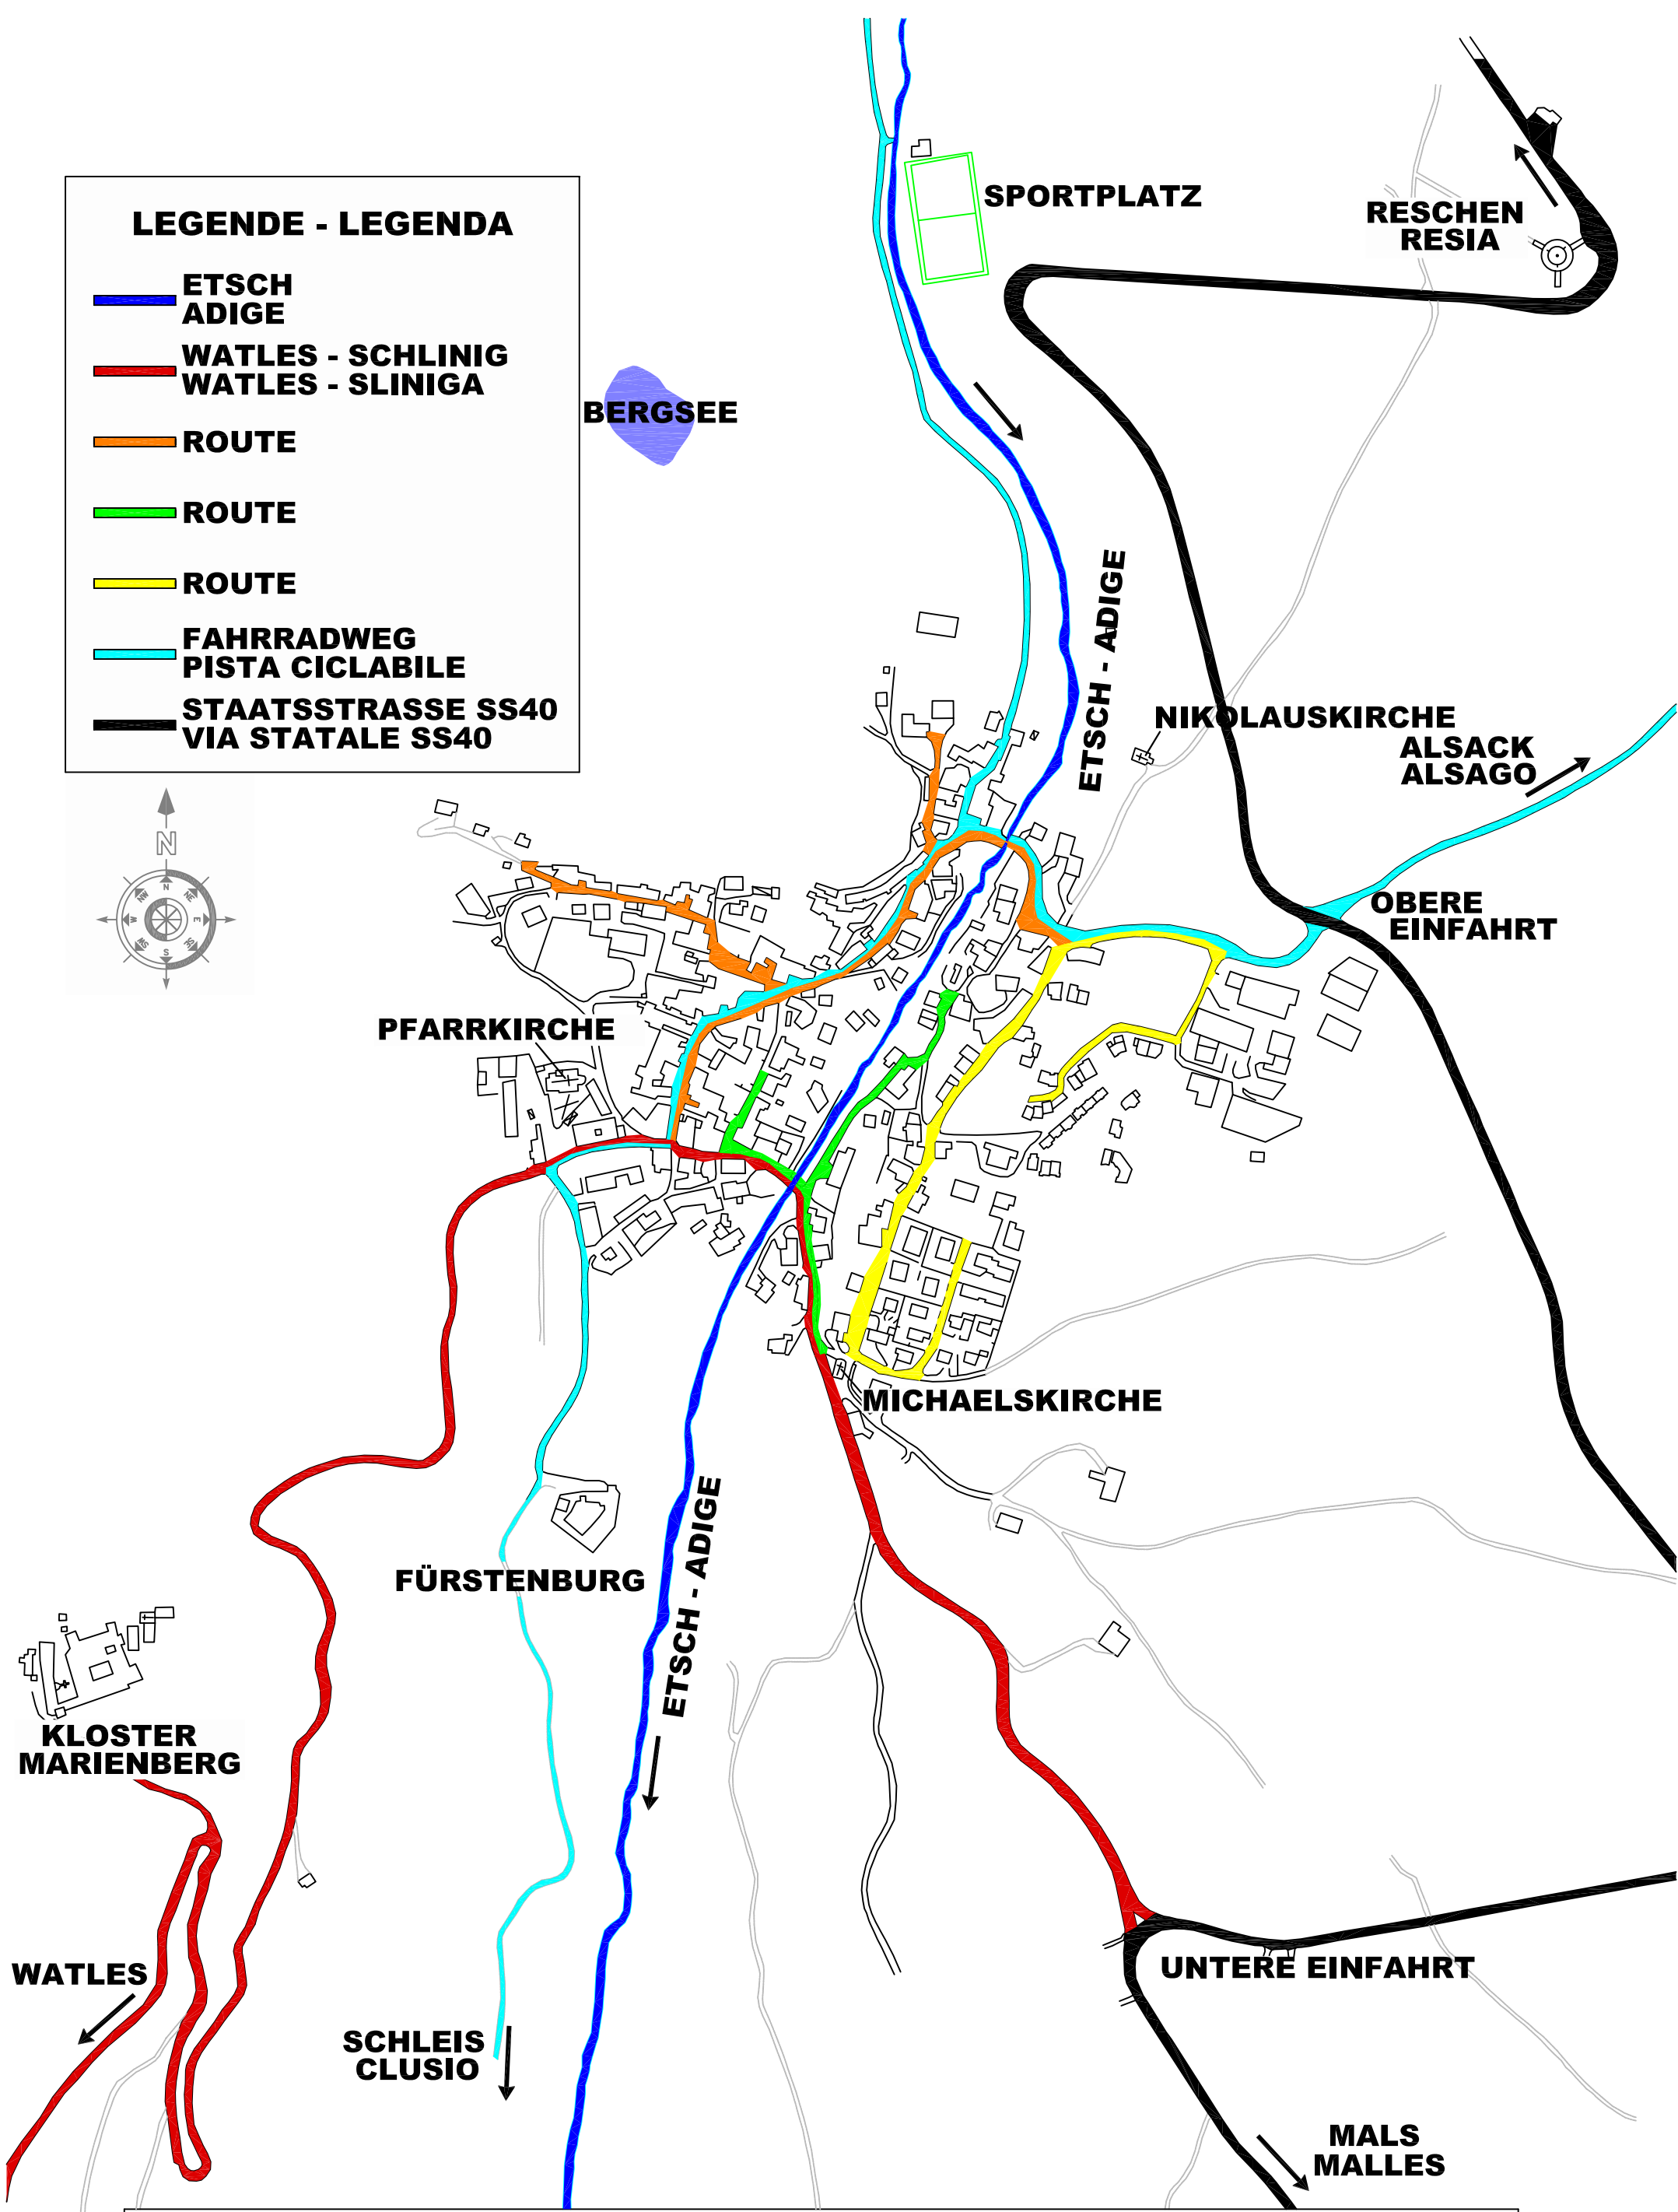 LEGENDE - LEGENDA
ETSCH
ADIGE
WATLES - SCHLINIG
WATLES - SLINIGA
ROUTE
ROUTE
ROUTE
FAHRRADWEG
PISTA CICLABILE
STAATSSTRASSE SS40
VIA STATALE SS40
SPORTPLATZ
RESCHEN
RESIA
BERGSEE
ETSCH - ADIGE
NIKOLAUSKIRCHE
ALSACK
ALSAGO
N
N
NE
E
S
W
NW
OBERE
EINFAHRT
PFARRKIRCHE
MICHAELSKIRCHE
ETSCH - ADIGE
FÜRSTENBURG
KLOSTER
MARIENBERG
WATLES
UNTERE EINFAHRT
SCHLEIS
CLUSIO
MALS
MALLES